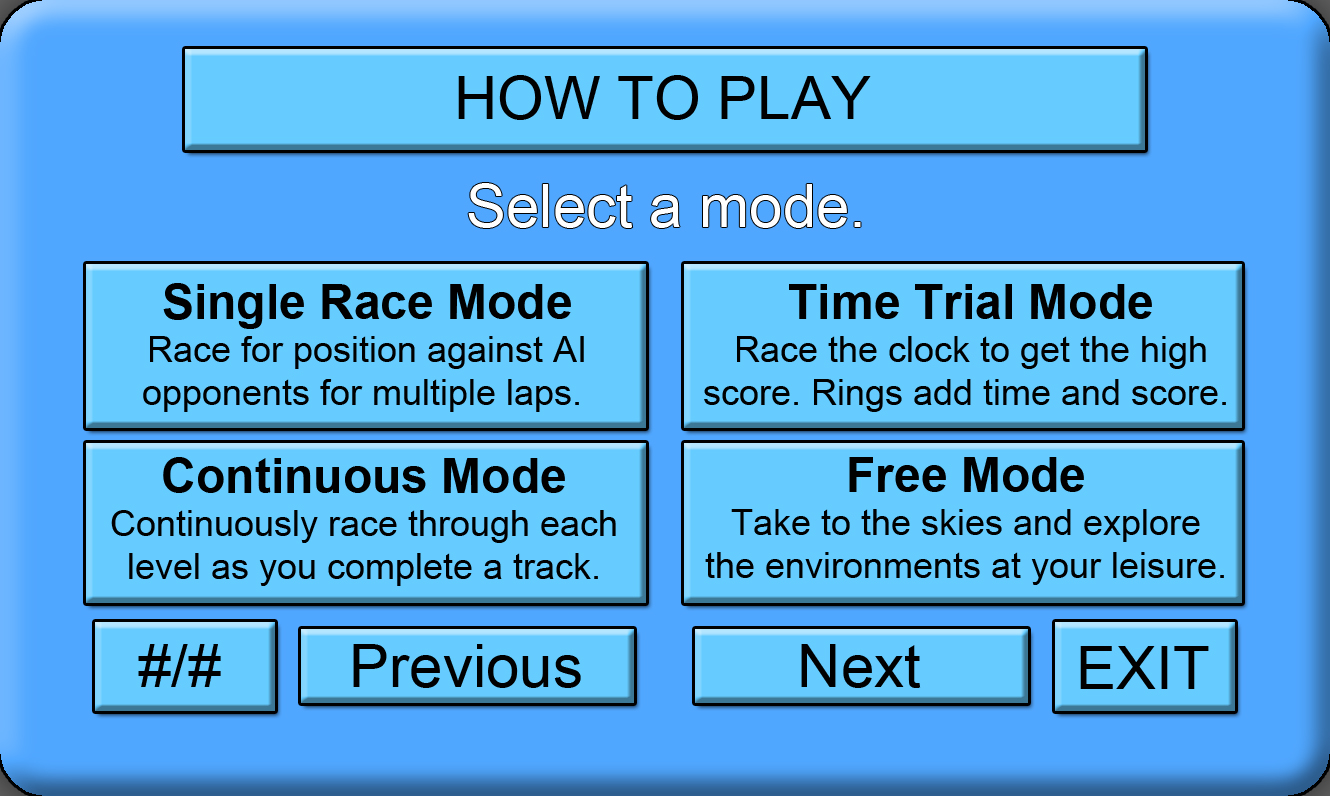 HOW TO PLAY
Select a mode.
Single Race Mode
Race for position against AI
opponents for multiple laps.
Time Trial Mode
Race the clock to get the high
score. Rings add time and score.
Continuous Mode
Continuously race through each
level as you complete a track.
Free Mode
Take to the skies and explore
the environments at your leisure.
#/#
Previous
Next
EXIT